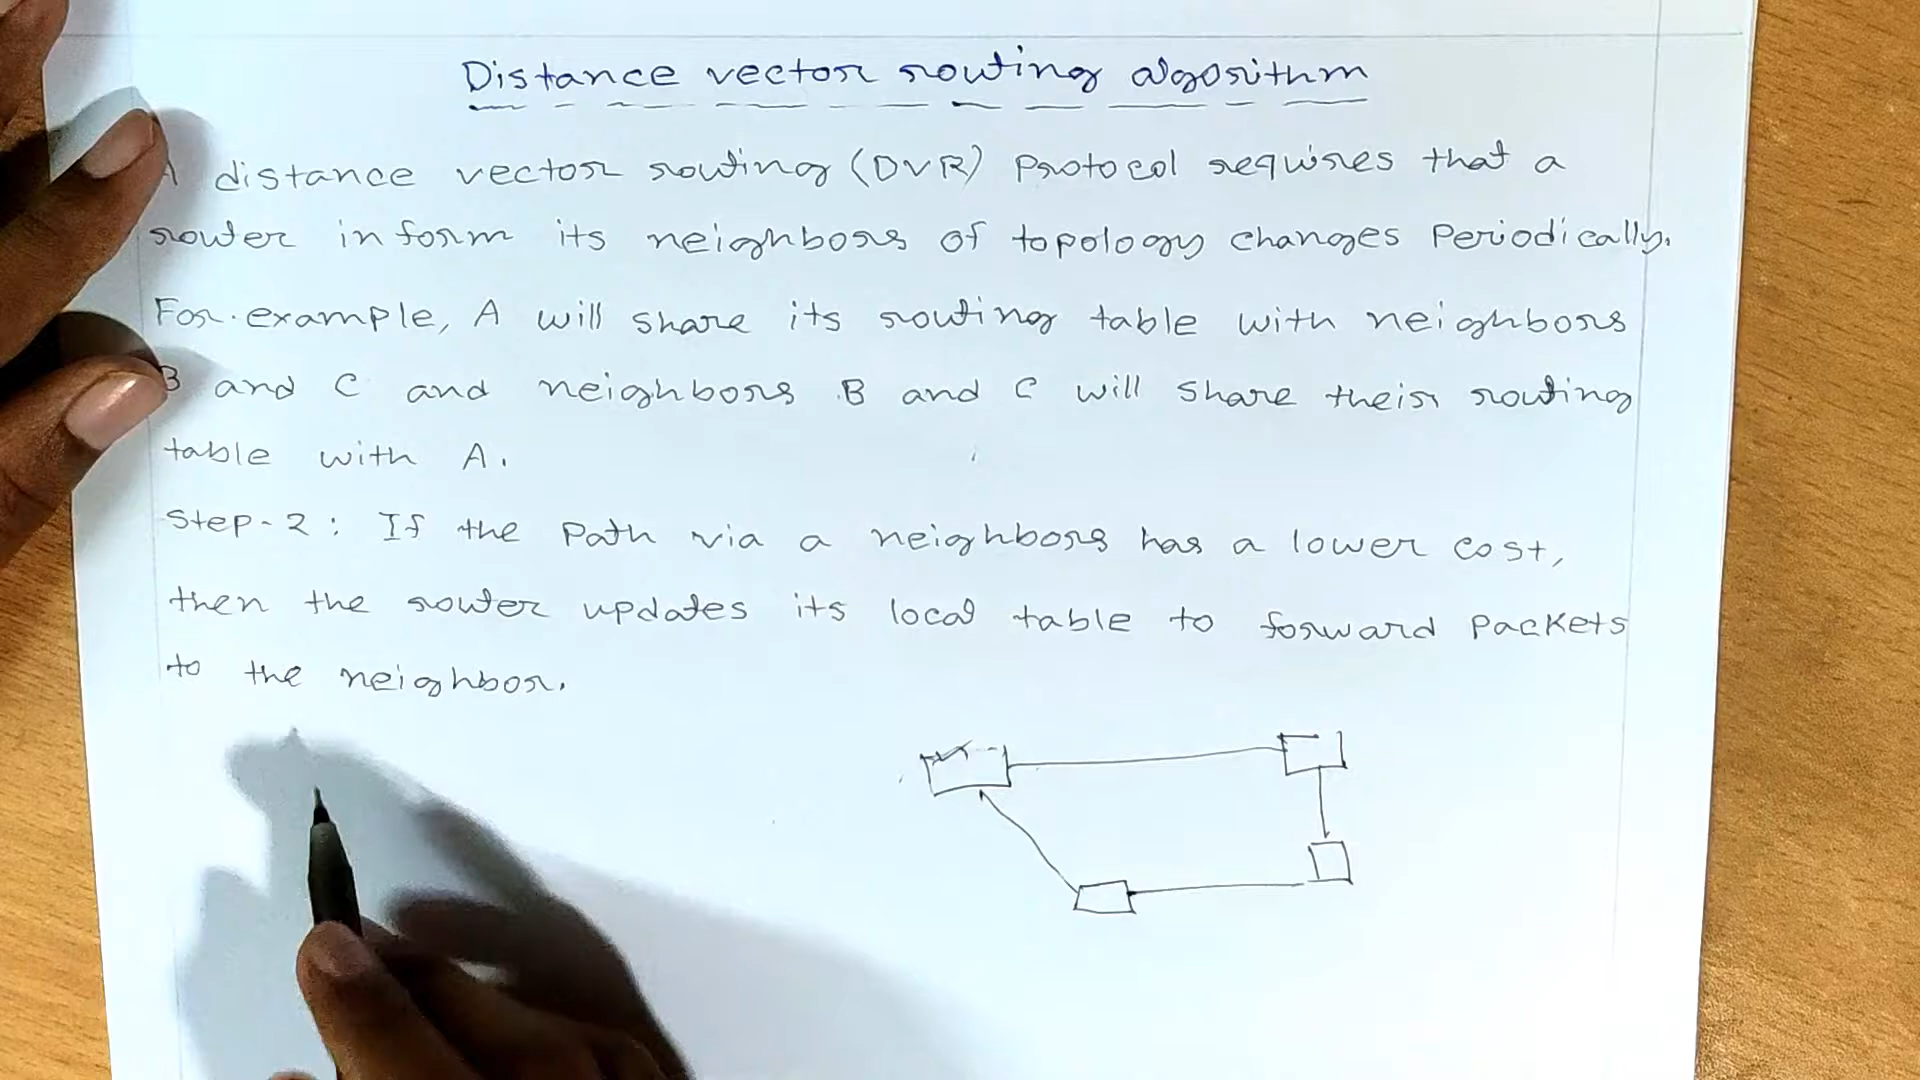 Distance vector routing algorithm
A distance vector routing (DVR) Protocol requires that a
router inform its neighbors of topology changes Periodically.
For example, A will share its routing table with neighbors
B and C and neighbors B and C will share their routing
table with A.
Step-2: If the Path via a neighbors has a lower cost,
then the router updates its local table to forward packets
to the neighbor.